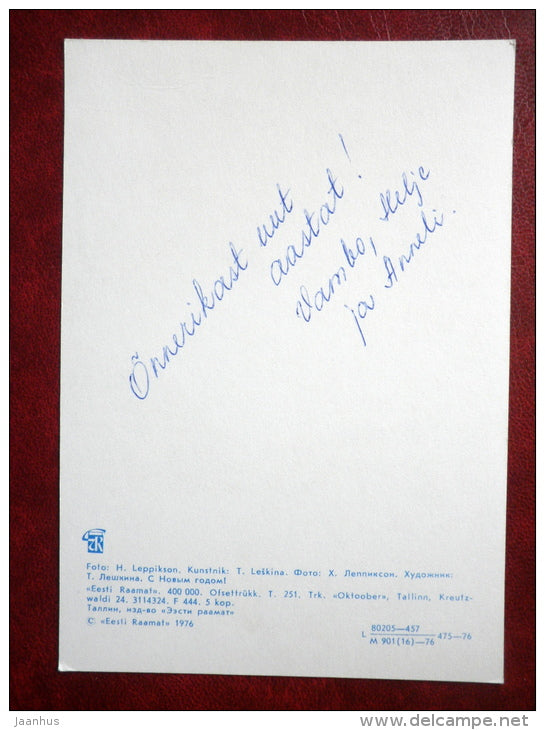 Õnnerikast uut
aastat!
Vambo, Helje
ja Anneli.
ER
Foto: H. Leppikson. Kunstnik: T. Leškina. Фото: Х. Леппиксон. Художник:
Т. Лешкина. С Новым годом!
«Eesti Raamat». 400 000. Ofsettrükk. T. 251. Trk. «Oktoober», Tallinn, Kreutz-
waldi 24. 3114324. F 444. 5 kop.
Таллин, изд-во «Ээсти раамат»
© «Eesti Raamat» 1976
L 80205—457
M 901(16)—76 475—76
jaanhus
delcampe.net